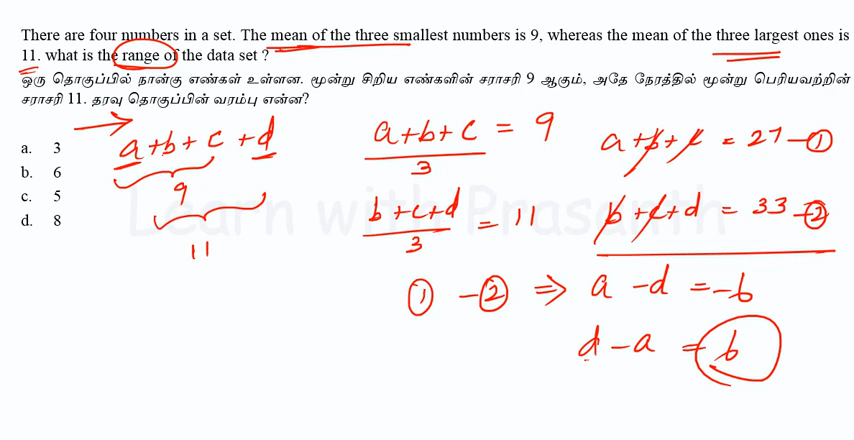 There are four numbers in a set. The mean of the three smallest numbers is 9, whereas the mean of the three largest ones is
11. what is the range of the data set ?
ஒரு தொகுப்பில் நான்கு எண்கள் உள்ளன. மூன்று சிறிய எண்களின் சராசரி 9 ஆகும், அதே நேரத்தில் மூன்று பெரியவற்றின்
சராசரி 11. தரவு தொகுப்பின் வரம்பு என்ன?
a. 3
b. 6
c. 5
d. 8
a+b+c+d
9
11
a+b+c = 9
3
b+c+d = 11
3
a+b+c = 27 – ①
b+c+d = 33 – ②
① – ② ⇒ a – d = – 6
d – a = 6
Learn with Prasanth